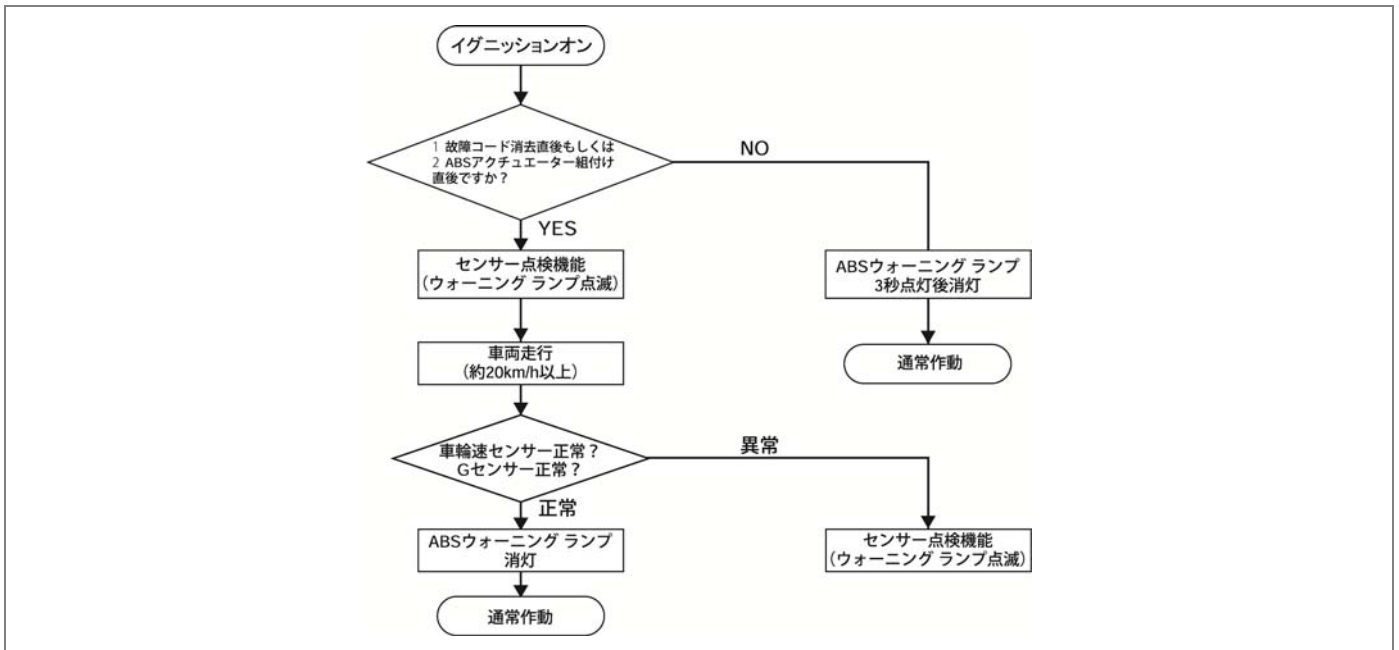 イグニッションオン
1 故障コード消去直後もしくは
2 ABSアクチュエーター組付け
直後ですか？
NO
YES
センサー点検機能
（ウォーニング ランプ点滅）
ABSウォーニング ランプ
3秒点灯後消灯
車両走行
（約20km/h以上）
通常作動
車輪速センサー正常？
Gセンサー正常？
異常
正常
ABSウォーニング ランプ
消灯
センサー点検機能
（ウォーニング ランプ点滅）
通常作動